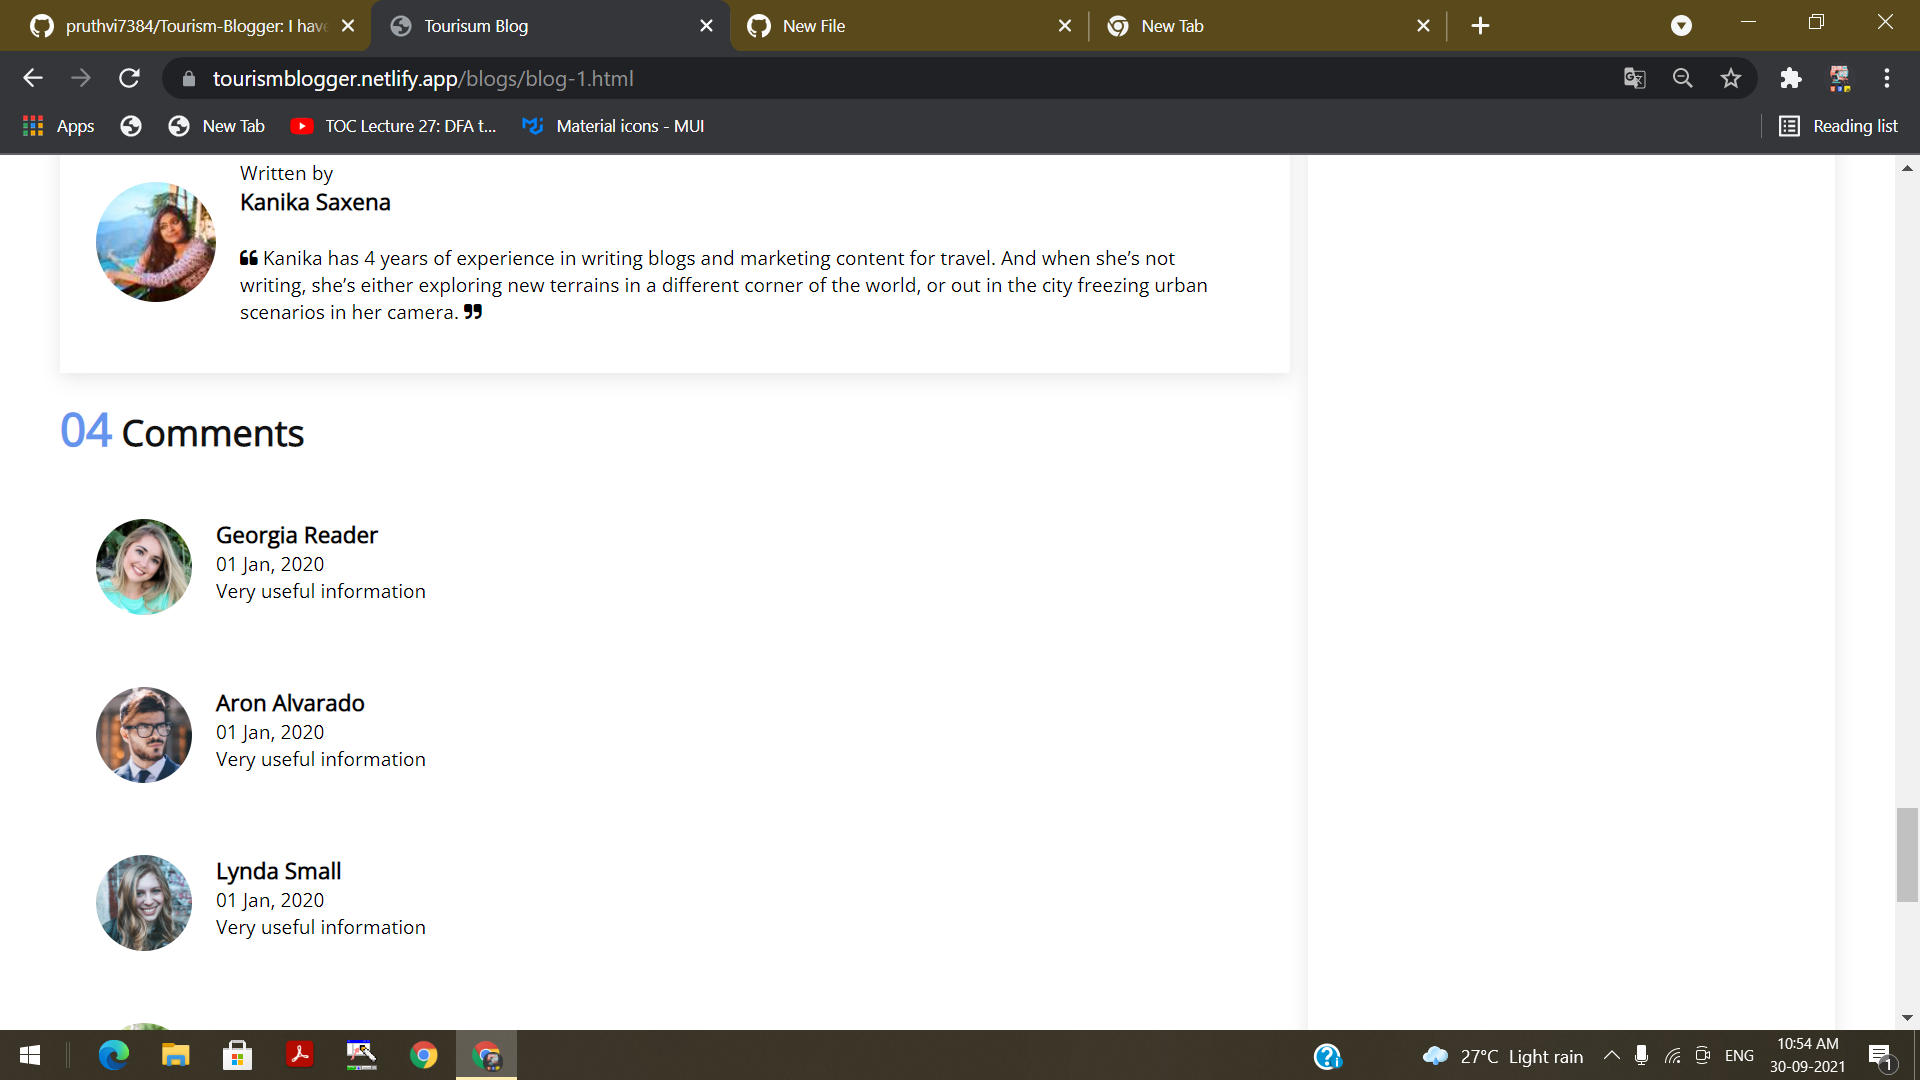 pruthvi7384/Tourism-Blogger: I have
Tourisum Blog
New File
New Tab
tourismblogger.netlify.app/blogs/blog-1.html
Apps
New Tab
TOC Lecture 27: DFA t...
Material icons - MUI
Reading list
Written by
Kanika Saxena
❝ Kanika has 4 years of experience in writing blogs and marketing content for travel. And when she’s not
writing, she’s either exploring new terrains in a different corner of the world, or out in the city freezing urban
scenarios in her camera. ❞
04 Comments
Georgia Reader
01 Jan, 2020
Very useful information
Aron Alvarado
01 Jan, 2020
Very useful information
Lynda Small
01 Jan, 2020
Very useful information
27°C Light rain
ENG
10:54 AM
30-09-2021
1